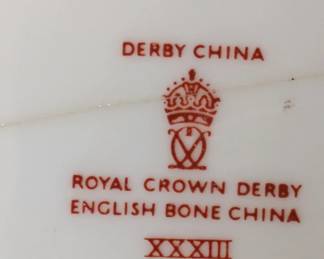 DERBY CHINA
ROYAL CROWN DERBY
ENGLISH BONE CHINA
XXXIII